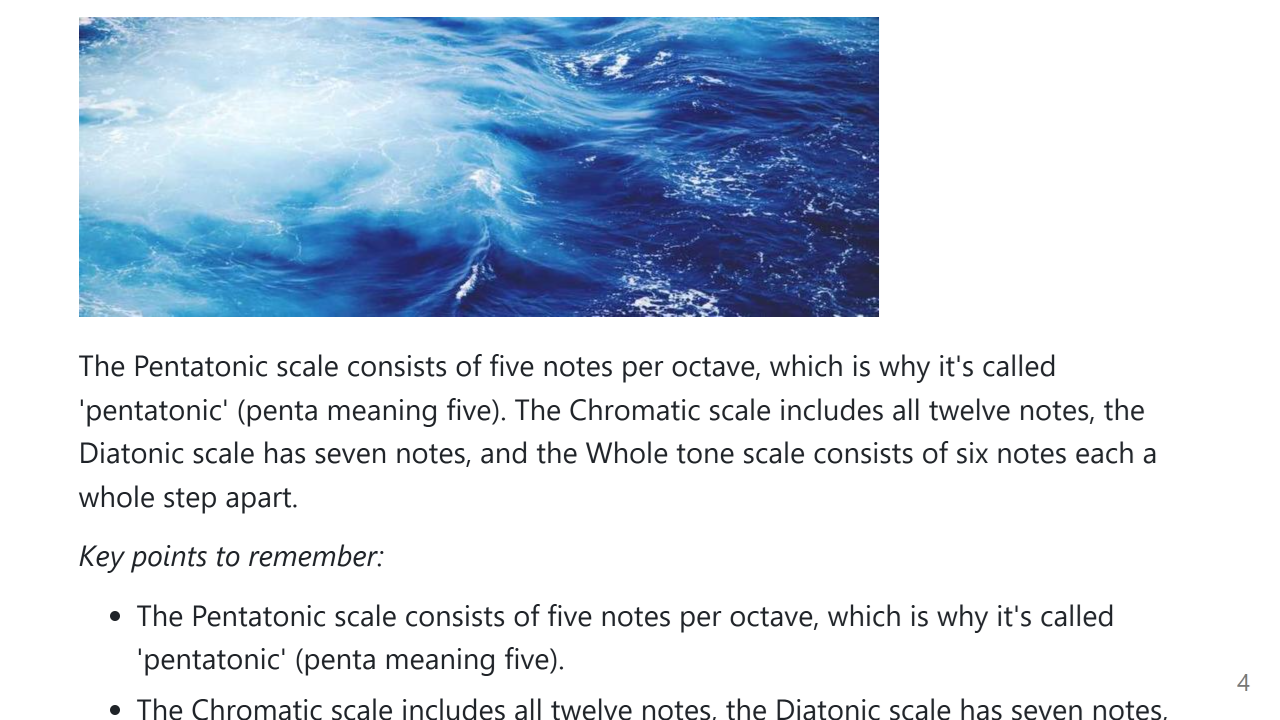 The Pentatonic scale consists of five notes per octave, which is why it's called
'pentatonic' (penta meaning five). The Chromatic scale includes all twelve notes, the
Diatonic scale has seven notes, and the Whole tone scale consists of six notes each a
whole step apart.
Key points to remember:
• The Pentatonic scale consists of five notes per octave, which is why it's called
'pentatonic' (penta meaning five).
• The Chromatic scale includes all twelve notes, the Diatonic scale has seven notes,
4